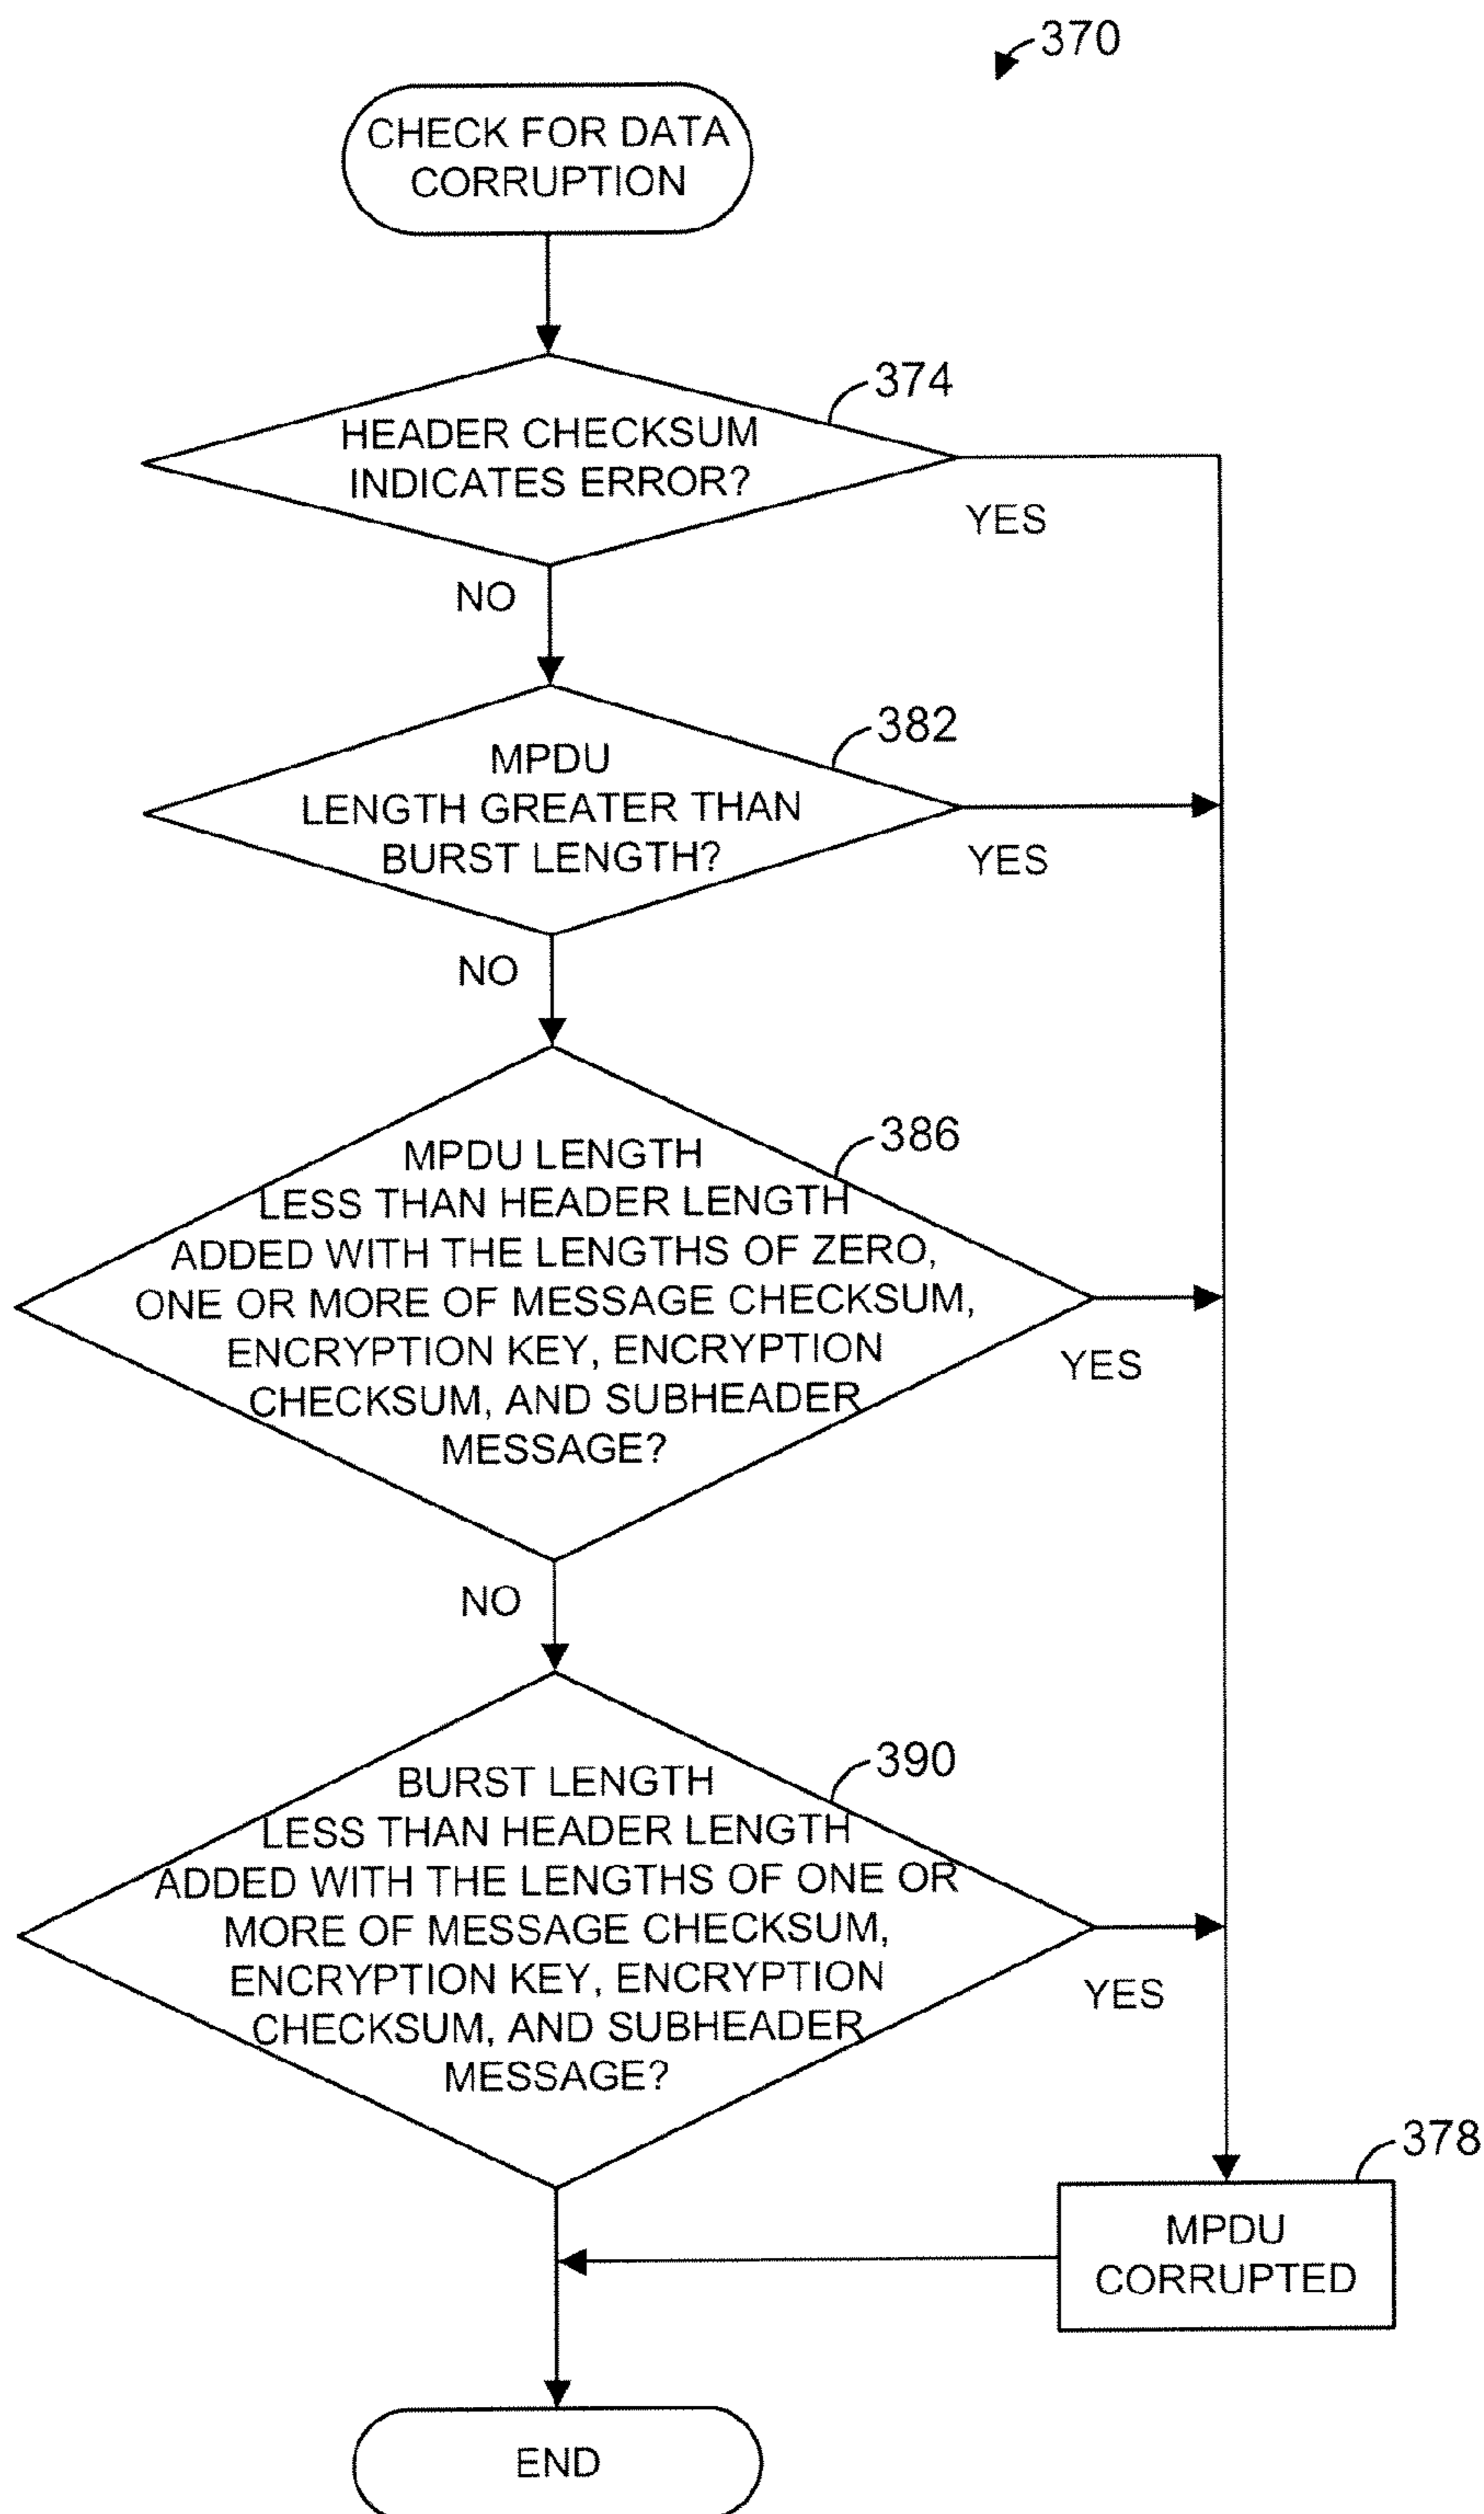 370
CHECK FOR DATA
CORRUPTION
374
HEADER CHECKSUM
INDICATES ERROR?
YES
NO
382
MPDU
LENGTH GREATER THAN
BURST LENGTH?
YES
NO
386
MPDU LENGTH
LESS THAN HEADER LENGTH
ADDED WITH THE LENGTHS OF ZERO,
ONE OR MORE OF MESSAGE CHECKSUM,
ENCRYPTION KEY, ENCRYPTION
CHECKSUM, AND SUBHEADER
MESSAGE?
YES
NO
390
BURST LENGTH
LESS THAN HEADER LENGTH
ADDED WITH THE LENGTHS OF ONE OR
MORE OF MESSAGE CHECKSUM,
ENCRYPTION KEY, ENCRYPTION
CHECKSUM, AND SUBHEADER
MESSAGE?
YES
378
MPDU
CORRUPTED
END